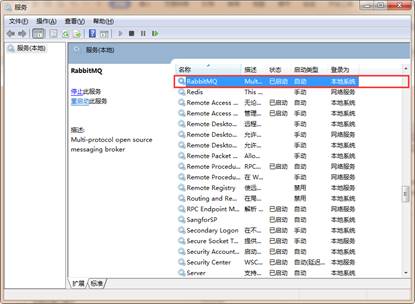 服务
文件(F) 操作(A) 查看(V) 帮助(H)
服务(本地)
服务(本地)
RabbitMQ
停止此服务
重启动此服务
描述:
Multi-protocol open source
messaging broker
名称 描述 状态 启动类型 登录为
RabbitMQ Mult... 已启动 自动 本地系统
Redis This ... 手动 网络服务
Remote Access ... 无论... 手动 本地系统
Remote Access ... 管理... 已启动 手动 本地系统
Remote Deskto... 远程... 手动 本地系统
Remote Deskto... 允许... 手动 网络服务
Remote Deskto... 允许... 手动 本地系统
Remote Packet ... Allo... 手动 本地系统
Remote Procedu... RPC... 已启动 自动 网络服务
Remote Procedu... 在 W... 手动 网络服务
Remote Registry 使远... 禁用 本地服务
Routing and Re... 在局... 禁用 本地系统
RPC Endpoint M... 解析 ... 已启动 自动 网络服务
SangforSP 已启动 自动 本地系统
Secondary Logon 在不... 已启动 手动 本地系统
Secure Socket T... 提供... 手动 本地服务
Security Account... 启动... 已启动 自动 本地系统
Security Center WSC... 已启动 自动(延迟... 本地服务
Server 支持... 已启动 自动 本地系统
扩展 标准